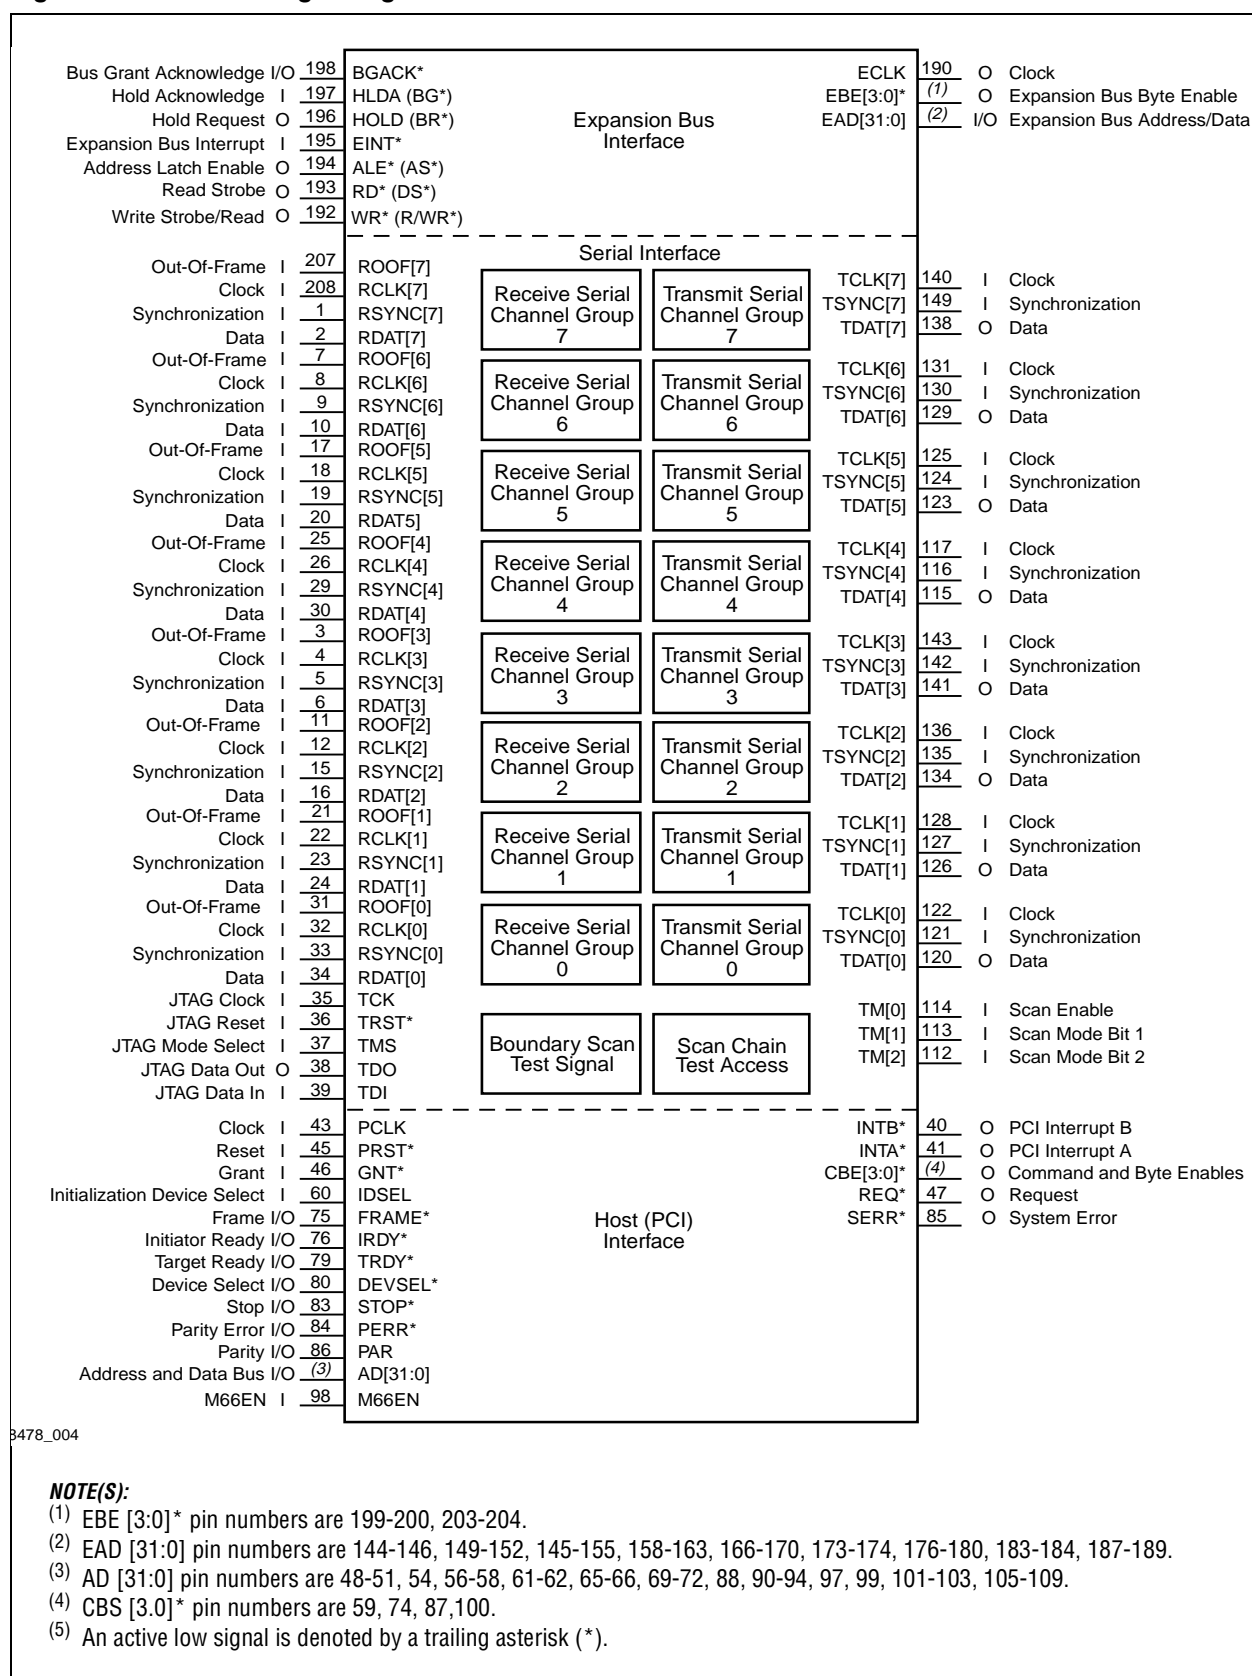 Bus Grant Acknowledge I/O 198 BGACK* ECLK 190 O Clock
Hold Acknowledge I 197 HLDA (BG*) EBE[3:0]* (1) O Expansion Bus Byte Enable
Hold Request O 196 HOLD (BR*) Expansion Bus EAD[31:0] (2) I/O Expansion Bus Address/Data
Expansion Bus Interrupt I 195 EINT* Interface
Address Latch Enable O 194 ALE* (AS*)
Read Strobe O 193 RD* (DS*)
Write Strobe/Read O 192 WR* (R/WR*)
Serial Interface
Out-Of-Frame I 207 ROOF[7]
Clock I 208 RCLK[7]
Synchronization I 1 RSYNC[7]
Data I 2 RDAT[7]
Receive Serial Channel Group 7
Transmit Serial Channel Group 7
TCLK[7] 140 I Clock
TSYNC[7] 149 I Synchronization
TDAT[7] 138 O Data
Out-Of-Frame I 7 ROOF[6]
Clock I 8 RCLK[6]
Synchronization I 9 RSYNC[6]
Data I 10 RDAT[6]
Receive Serial Channel Group 6
Transmit Serial Channel Group 6
TCLK[6] 131 I Clock
TSYNC[6] 130 I Synchronization
TDAT[6] 129 O Data
Out-Of-Frame I 17 ROOF[5]
Clock I 18 RCLK[5]
Synchronization I 19 RSYNC[5]
Data I 20 RDAT5]
Receive Serial Channel Group 5
Transmit Serial Channel Group 5
TCLK[5] 125 I Clock
TSYNC[5] 124 I Synchronization
TDAT[5] 123 O Data
Out-Of-Frame I 25 ROOF[4]
Clock I 26 RCLK[4]
Synchronization I 29 RSYNC[4]
Data I 30 RDAT[4]
Receive Serial Channel Group 4
Transmit Serial Channel Group 4
TCLK[4] 117 I Clock
TSYNC[4] 116 I Synchronization
TDAT[4] 115 O Data
Out-Of-Frame I 3 ROOF[3]
Clock I 4 RCLK[3]
Synchronization I 5 RSYNC[3]
Data I 6 RDAT[3]
Receive Serial Channel Group 3
Transmit Serial Channel Group 3
TCLK[3] 143 I Clock
TSYNC[3] 142 I Synchronization
TDAT[3] 141 O Data
Out-Of-Frame I 11 ROOF[2]
Clock I 12 RCLK[2]
Synchronization I 15 RSYNC[2]
Data I 16 RDAT[2]
Receive Serial Channel Group 2
Transmit Serial Channel Group 2
TCLK[2] 136 I Clock
TSYNC[2] 135 I Synchronization
TDAT[2] 134 O Data
Out-Of-Frame I 21 ROOF[1]
Clock I 22 RCLK[1]
Synchronization I 23 RSYNC[1]
Data I 24 RDAT[1]
Receive Serial Channel Group 1
Transmit Serial Channel Group 1
TCLK[1] 128 I Clock
TSYNC[1] 127 I Synchronization
TDAT[1] 126 O Data
Out-Of-Frame I 31 ROOF[0]
Clock I 32 RCLK[0]
Synchronization I 33 RSYNC[0]
Data I 34 RDAT[0]
Receive Serial Channel Group 0
Transmit Serial Channel Group 0
TCLK[0] 122 I Clock
TSYNC[0] 121 I Synchronization
TDAT[0] 120 O Data
JTAG Clock I 35 TCK
JTAG Reset I 36 TRST*
JTAG Mode Select I 37 TMS
JTAG Data Out O 38 TDO
JTAG Data In I 39 TDI
Boundary Scan Test Signal
Scan Chain Test Access
TM[0] 114 I Scan Enable
TM[1] 113 I Scan Mode Bit 1
TM[2] 112 I Scan Mode Bit 2
Clock I 43 PCLK INTB* 40 O PCI Interrupt B
Reset I 45 PRST* INTA* 41 O PCI Interrupt A
Grant I 46 GNT* CBE[3:0]* (4) O Command and Byte Enables
Initialization Device Select I 60 IDSEL REQ* 47 O Request
Frame I/O 75 FRAME* Host (PCI) SERR* 85 O System Error
Initiator Ready I/O 76 IRDY* Interface
Target Ready I/O 79 TRDY*
Device Select I/O 80 DEVSEL*
Stop I/O 83 STOP*
Parity Error I/O 84 PERR*
Parity I/O 86 PAR
Address and Data Bus I/O (3) AD[31:0]
M66EN I 98 M66EN
8478_004
NOTE(S):
(1) EBE [3:0]* pin numbers are 199-200, 203-204.
(2) EAD [31:0] pin numbers are 144-146, 149-152, 145-155, 158-163, 166-170, 173-174, 176-180, 183-184, 187-189.
(3) AD [31:0] pin numbers are 48-51, 54, 56-58, 61-62, 65-66, 69-72, 88, 90-94, 97, 99, 101-103, 105-109.
(4) CBS [3.0]* pin numbers are 59, 74, 87,100.
(5) An active low signal is denoted by a trailing asterisk (*).